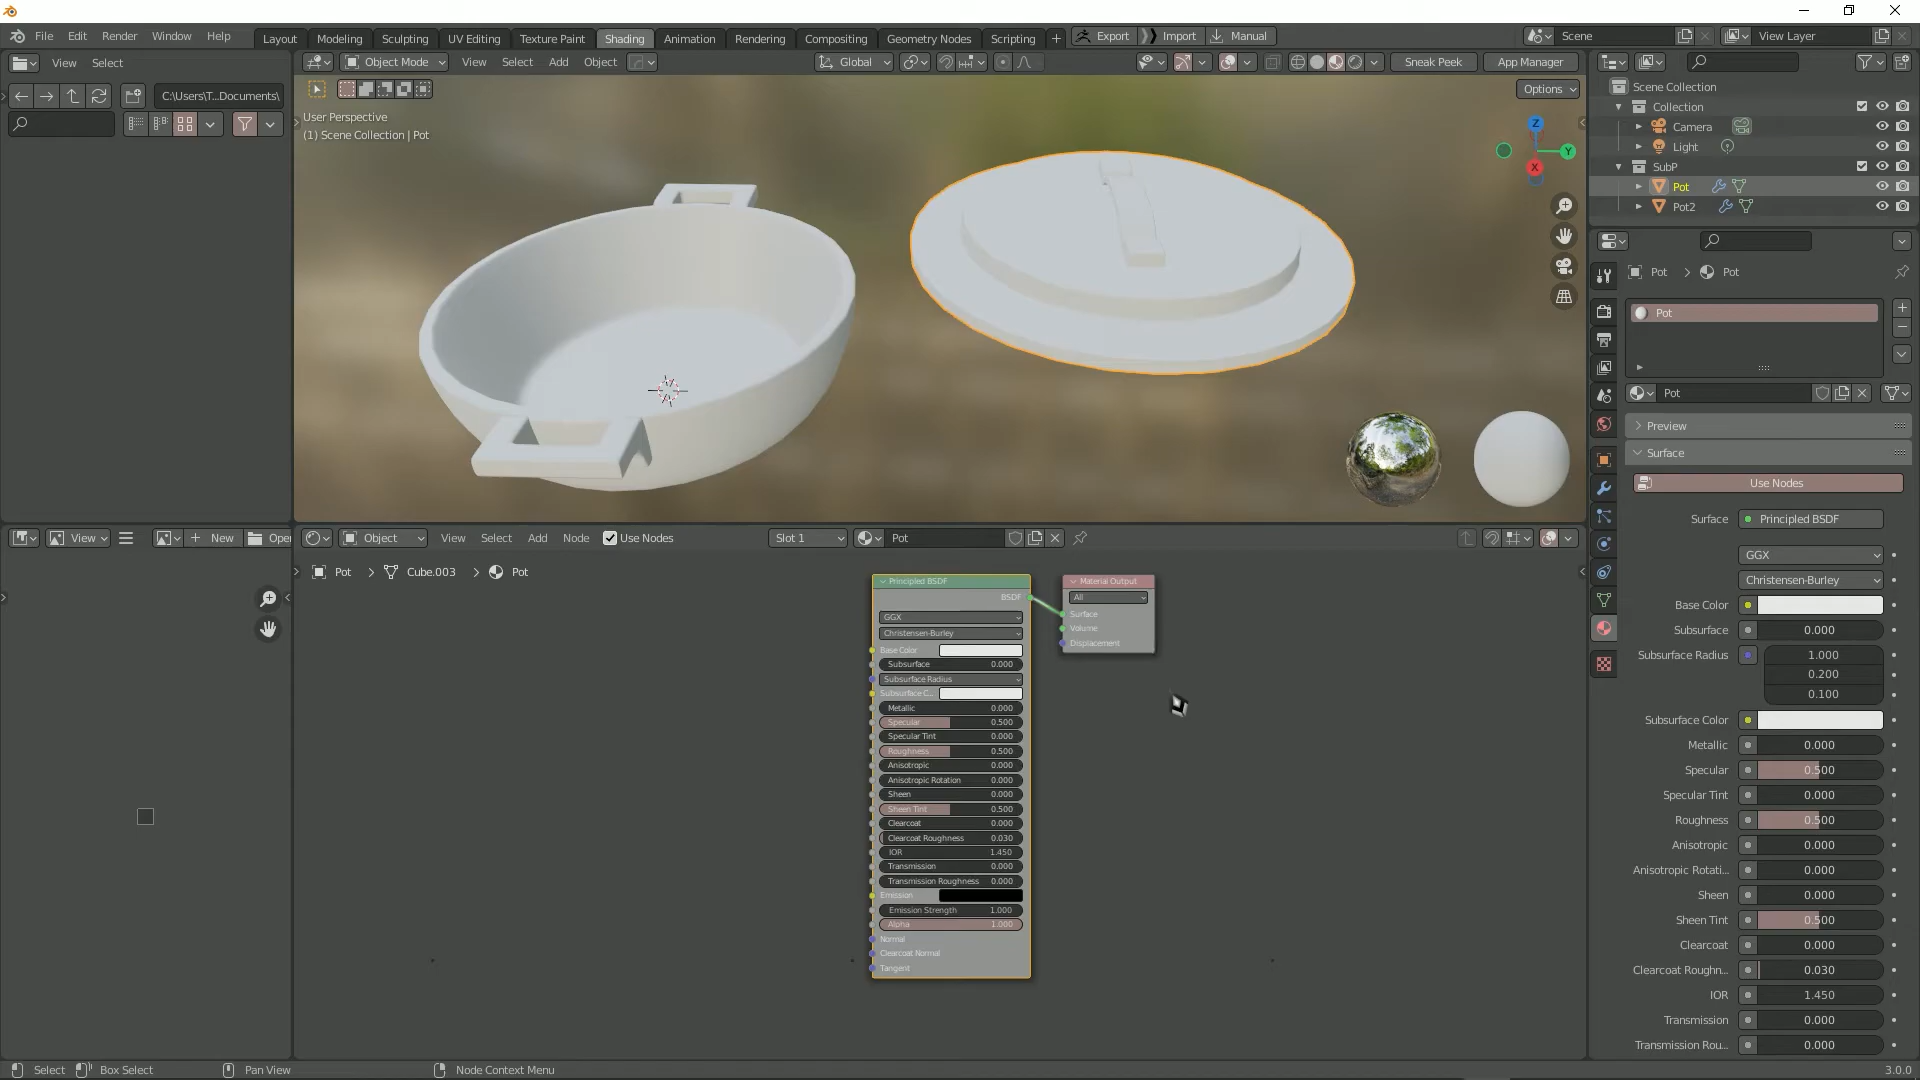 File Edit Render Window Help Layout Modeling Sculpting UV Editing Texture Paint Shading Animation Rendering Compositing Geometry Nodes Scripting + Export Import Manual Scene View Layer
View Select Object Mode View Select Add Object Global Sneak Peek App Manager
C:\Users\T...Documents\ Options
User Perspective
(1) Scene Collection | Pot
Z
Y
X
Scene Collection
Collection
Camera
Light
SubP
Pot
Pot2
Pot > Pot
Pot
Pot
Preview
Surface
Use Nodes
Surface Principled BSDF
GGX
Christensen-Burley
Base Color
Subsurface 0.000
Subsurface Radius 1.000
0.200
0.100
Subsurface Color
Metallic 0.000
Specular 0.500
Specular Tint 0.000
Roughness 0.500
Anisotropic 0.000
Anisotropic Rotati... 0.000
Sheen 0.000
Sheen Tint 0.500
Clearcoat 0.000
Clearcoat Roughn... 0.030
IOR 1.450
Transmission 0.000
Transmission Rou... 0.000
View + New Open Object View Select Add Node Use Nodes Slot 1 Pot
Pot > Cube.003 > Pot
Principled BSDF
BSDF
GGX
Christensen-Burley
Base Color
Subsurface 0.000
Subsurface Radius
Subsurface C...
Metallic 0.000
Specular 0.500
Specular Tint 0.000
Roughness 0.500
Anisotropic 0.000
Anisotropic Rotation 0.000
Sheen 0.000
Sheen Tint 0.500
Clearcoat 0.000
Clearcoat Roughness 0.030
IOR 1.450
Transmission 0.000
Transmission Roughness 0.000
Emission
Emission Strength 1.000
Alpha 1.000
Normal
Clearcoat Normal
Tangent
Material Output
All
Surface
Volume
Displacement
Select Box Select Pan View Node Context Menu 3.0.0